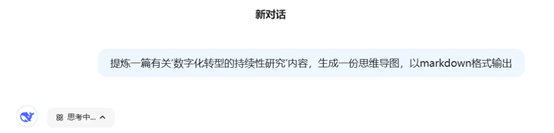 新对话
提炼一篇有关‘数字化转型的持续性研究’内容，生成一份思维导图，以markdown格式输出
思考中...